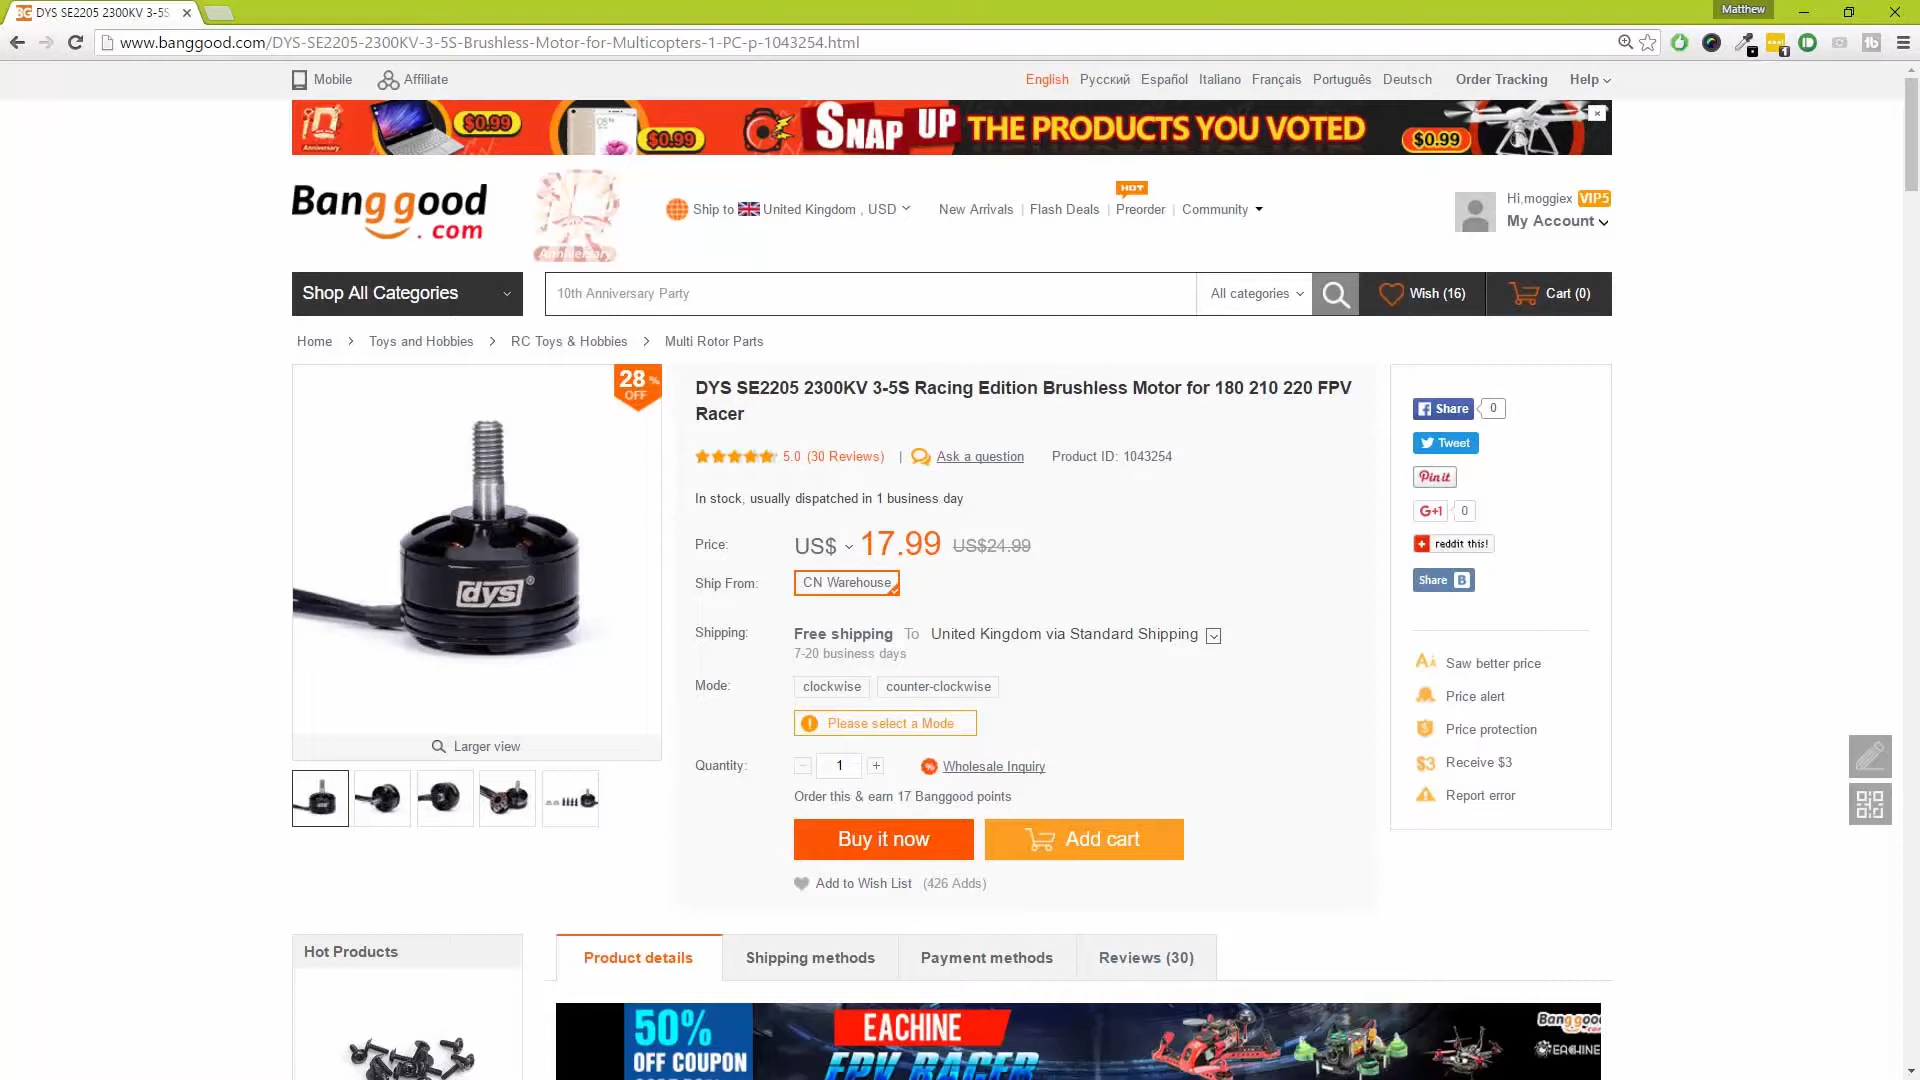 DYS SE2205 2300KV 3-5S
Matthew
www.banggood.com/DYS-SE2205-2300KV-3-5S-Brushless-Motor-for-Multicopters-1-PC-p-1043254.html
Mobile
Affiliate
English Русский Español Italiano Français Português Deutsch Order Tracking Help
Anniversary
$0.99
$0.99
SNAP UP THE PRODUCTS YOU VOTED
$0.99
Banggood
.com
Anniversary
Ship to United Kingdom , USD
New Arrivals | Flash Deals | Preorder | Community
HOT
Hi,moggiex VIP5
My Account
Shop All Categories
10th Anniversary Party
All categories
Wish (16)
Cart (0)
Home > Toys and Hobbies > RC Toys & Hobbies > Multi Rotor Parts
28%
OFF
dys®
Larger view
DYS SE2205 2300KV 3-5S Racing Edition Brushless Motor for 180 210 220 FPV
Racer
5.0 (30 Reviews) | Ask a question Product ID: 1043254
In stock, usually dispatched in 1 business day
Price: US$ 17.99 US$24.99
Ship From: CN Warehouse
Shipping: Free shipping To United Kingdom via Standard Shipping
7-20 business days
Mode: clockwise counter-clockwise
! Please select a Mode
Quantity: - 1 + Wholesale Inquiry
Order this & earn 17 Banggood points
Buy it now
Add cart
Add to Wish List (426 Adds)
Share 0
Tweet
Pin it
G+1 0
reddit this!
Share B
Saw better price
Price alert
Price protection
$3 Receive $3
Report error
Hot Products
Product details
Shipping methods
Payment methods
Reviews (30)
50%
OFF COUPON
EACHINE
FPV RACER
Banggood
EACHINE